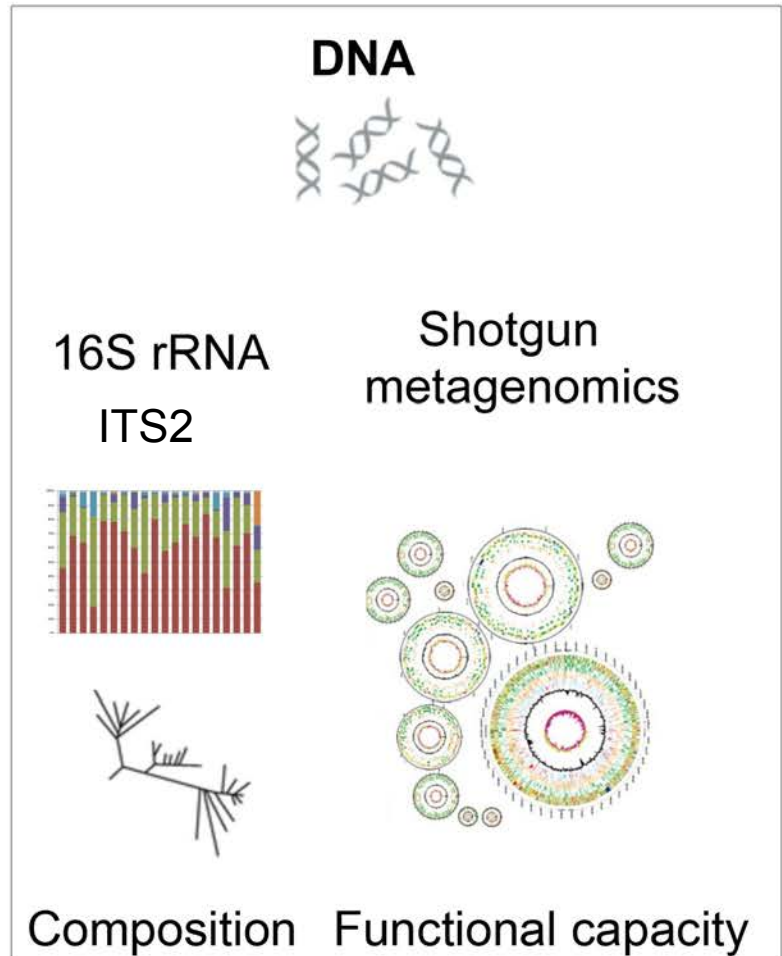 DNA
16S rRNA
ITS2
Shotgun
metagenomics
Composition
Functional capacity